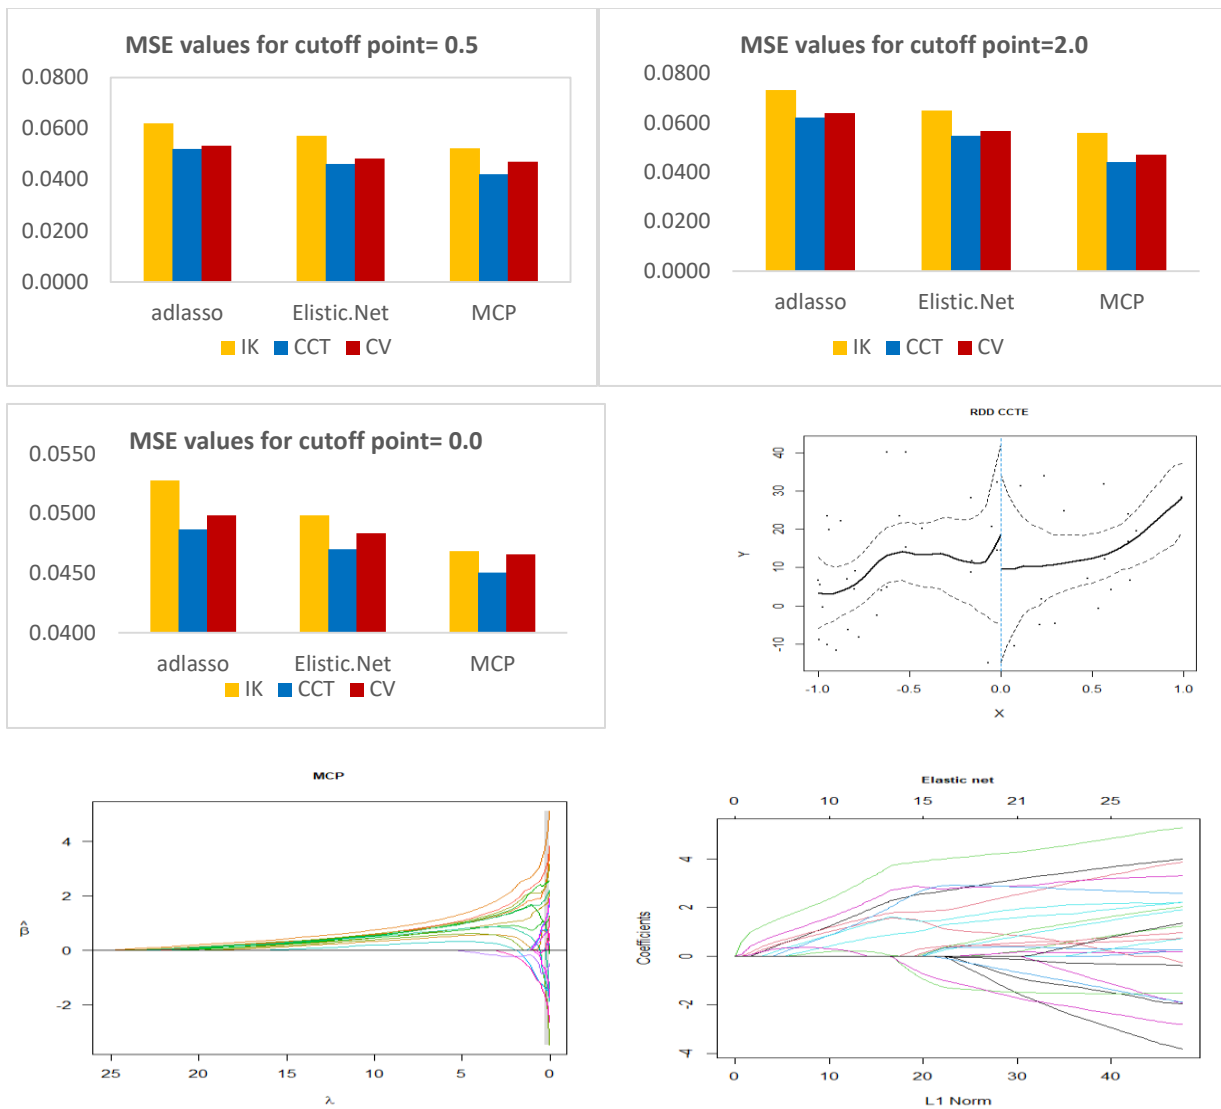 MSE values for cutoff point= 0.5
0.0800
0.0600
0.0400
0.0200
0.0000
adlasso Elistic.Net MCP
IK CCT CV
MSE values for cutoff point=2.0
0.0800
0.0600
0.0400
0.0200
0.0000
adlasso Elistic.Net MCP
IK CCT CV
MSE values for cutoff point= 0.0
0.0550
0.0500
0.0450
0.0400
adlasso Elistic.Net MCP
IK CCT CV
RDD CCTE
40
30
20
10
0
-10
Y
-1.0 -0.5 0.0 0.5 1.0
X
MCP
4
2
0
-2
β̂
25 20 15 10 5 0
λ
Elastic net
0 10 15 21 25
4
2
0
-2
-4
Coefficients
0 10 20 30 40
L1 Norm